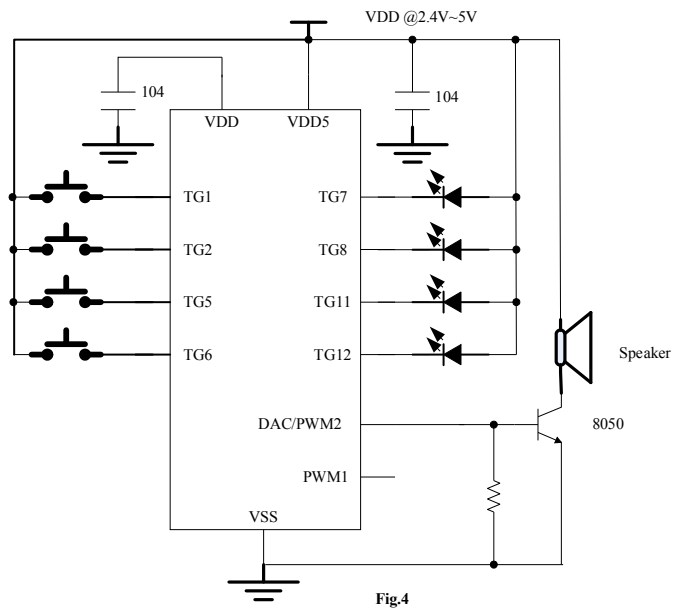 VDD @2.4V~5V
104
104
VDD
VDD5
TG1
TG7
TG2
TG8
TG5
TG11
TG6
TG12
Speaker
DAC/PWM2
8050
PWM1
VSS
Fig.4